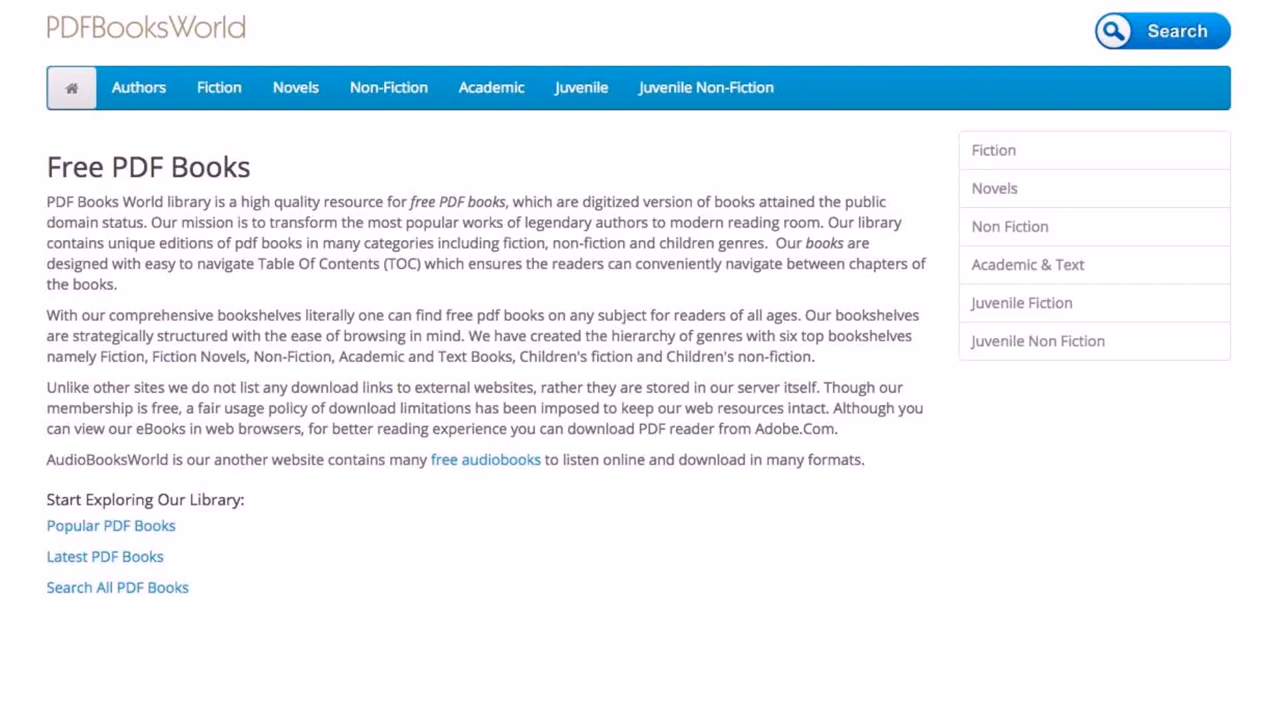 PDFBooksWorld
Search
Authors Fiction Novels Non-Fiction Academic Juvenile Juvenile Non-Fiction
Free PDF Books
PDF Books World library is a high quality resource for free PDF books, which are digitized version of books attained the public
domain status. Our mission is to transform the most popular works of legendary authors to modern reading room. Our library
contains unique editions of pdf books in many categories including fiction, non-fiction and children genres. Our books are
designed with easy to navigate Table Of Contents (TOC) which ensures the readers can conveniently navigate between chapters of
the books.
With our comprehensive bookshelves literally one can find free pdf books on any subject for readers of all ages. Our bookshelves
are strategically structured with the ease of browsing in mind. We have created the hierarchy of genres with six top bookshelves
namely Fiction, Fiction Novels, Non-Fiction, Academic and Text Books, Children's fiction and Children's non-fiction.
Unlike other sites we do not list any download links to external websites, rather they are stored in our server itself. Though our
membership is free, a fair usage policy of download limitations has been imposed to keep our web resources intact. Although you
can view our eBooks in web browsers, for better reading experience you can download PDF reader from Adobe.Com.
AudioBooksWorld is our another website contains many free audiobooks to listen online and download in many formats.
Start Exploring Our Library:
Popular PDF Books
Latest PDF Books
Search All PDF Books
Fiction
Novels
Non Fiction
Academic & Text
Juvenile Fiction
Juvenile Non Fiction